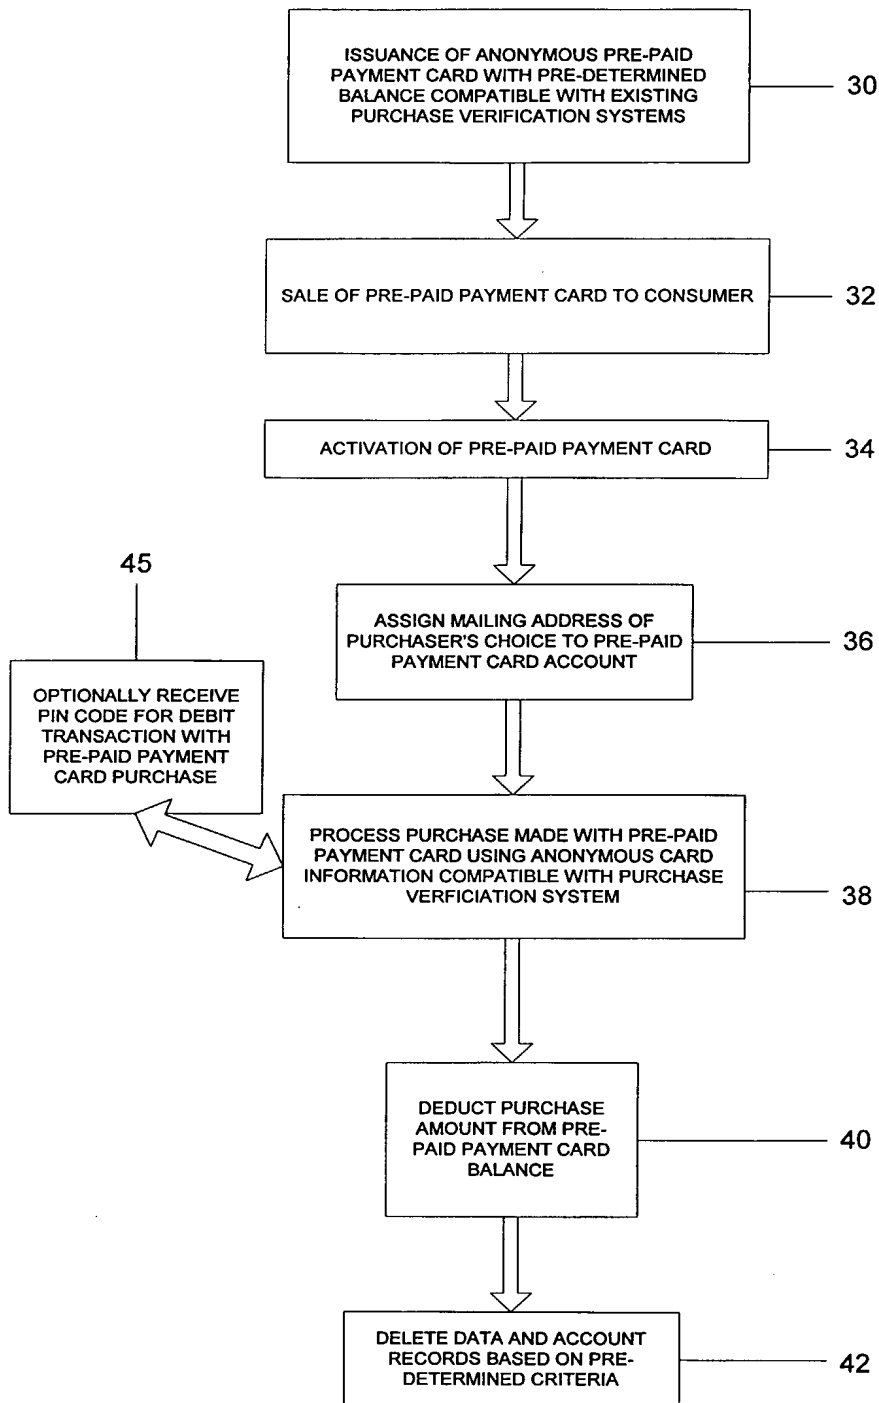 ISSUANCE OF ANONYMOUS PRE-PAID
PAYMENT CARD WITH PRE-DETERMINED
BALANCE COMPATIBLE WITH EXISTING
PURCHASE VERIFICATION SYSTEMS
30
SALE OF PRE-PAID PAYMENT CARD TO CONSUMER
32
ACTIVATION OF PRE-PAID PAYMENT CARD
34
ASSIGN MAILING ADDRESS OF
PURCHASER'S CHOICE TO PRE-PAID
PAYMENT CARD ACCOUNT
36
45
OPTIONALLY RECEIVE
PIN CODE FOR DEBIT
TRANSACTION WITH
PRE-PAID PAYMENT
CARD PURCHASE
PROCESS PURCHASE MADE WITH PRE-PAID
PAYMENT CARD USING ANONYMOUS CARD
INFORMATION COMPATIBLE WITH PURCHASE
VERFICIATION SYSTEM
38
DEDUCT PURCHASE
AMOUNT FROM PRE-
PAID PAYMENT CARD
BALANCE
40
DELETE DATA AND ACCOUNT
RECORDS BASED ON PRE-
DETERMINED CRITERIA
42